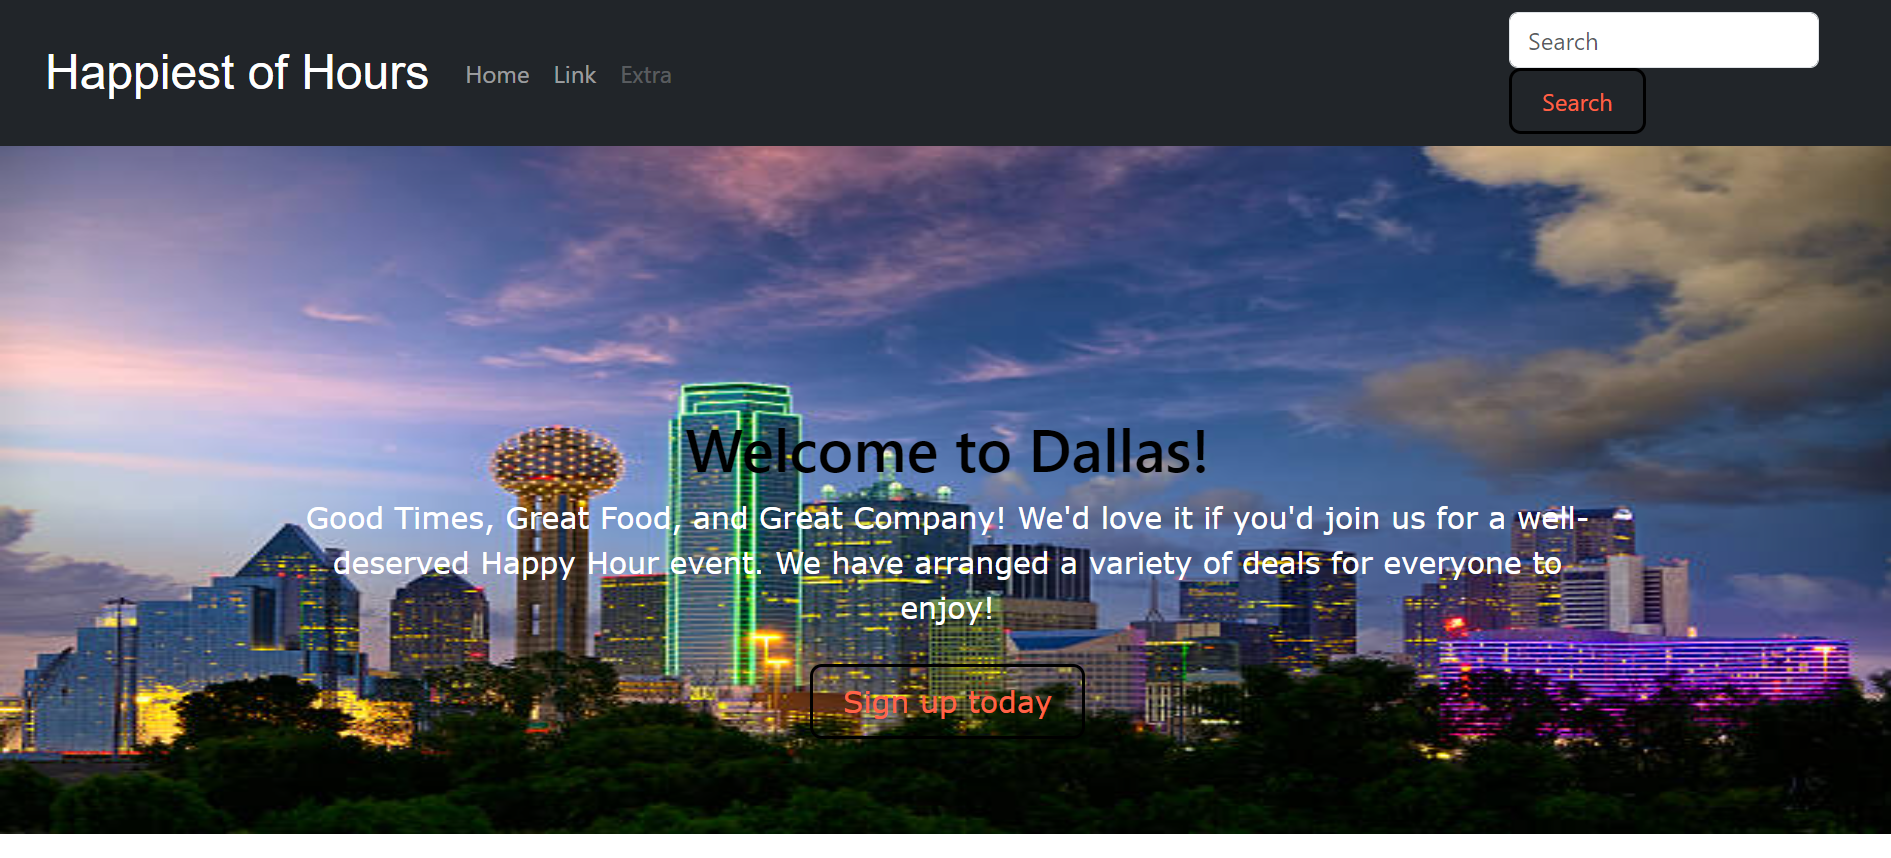 Happiest of Hours Home Link Extra
Search
Search
Welcome to Dallas!
Good Times, Great Food, and Great Company! We'd love it if you'd join us for a well-
deserved Happy Hour event. We have arranged a variety of deals for everyone to
enjoy!
Sign up today